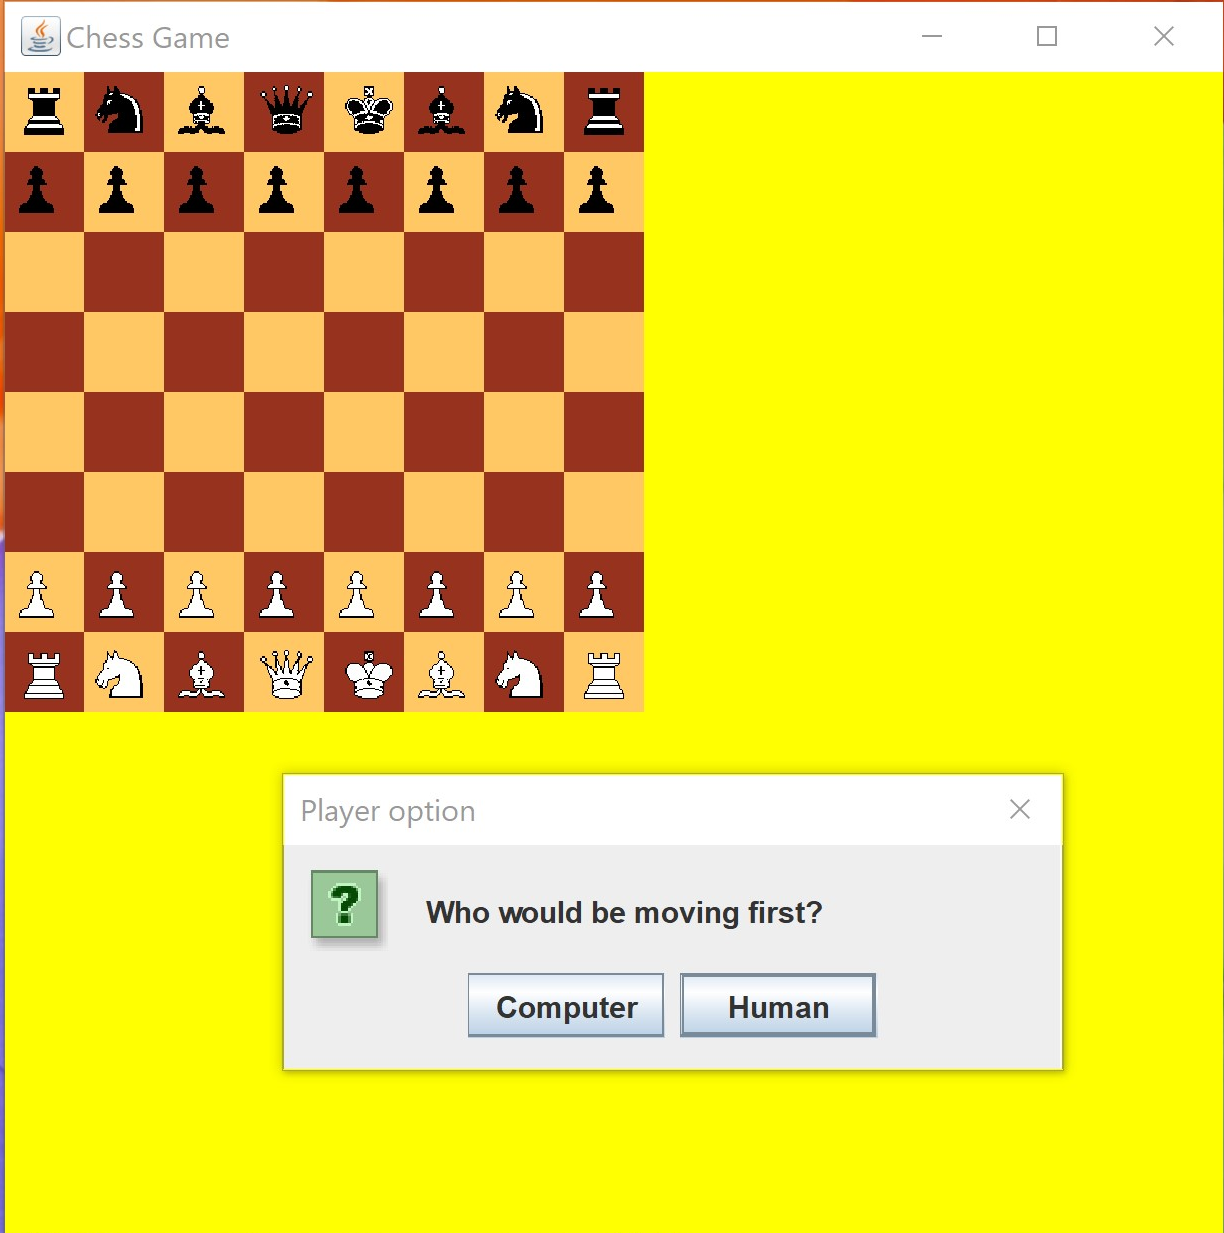 Chess Game
Player option
Who would be moving first?
Computer
Human